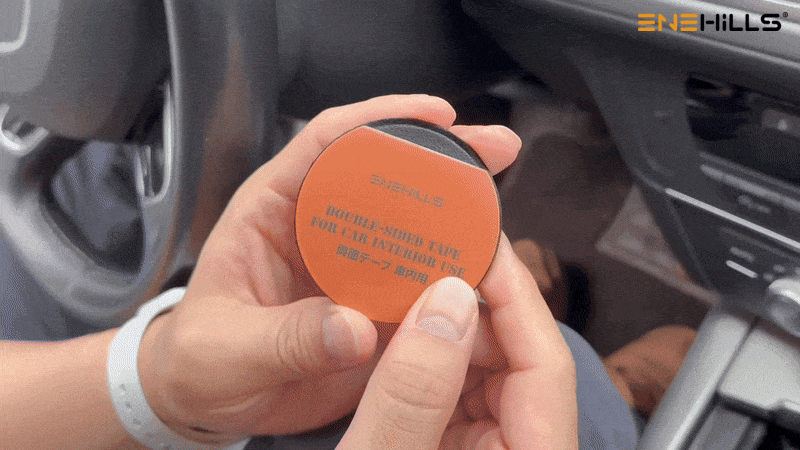 ENEHiLLS®
ENEHiLLS
DOUBLE-SIDED TAPE
FOR CAR INTERIOR USE
両面テープ 車内用